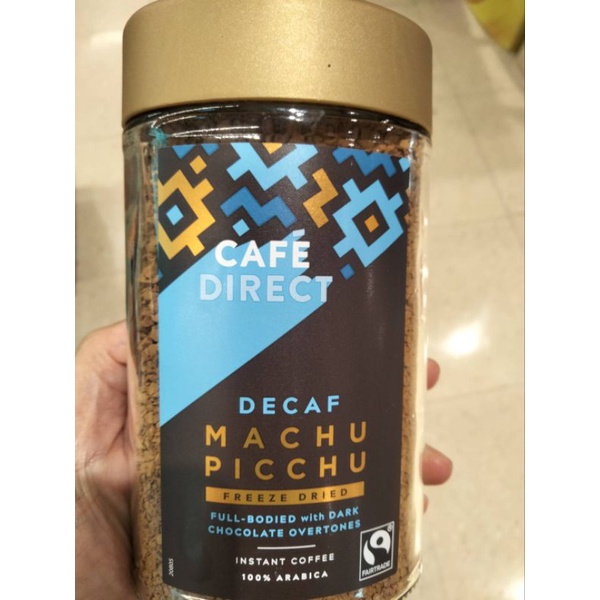 CAFÉ
DIRECT
DECAF
MACHU
PICCHU
FREEZE DRIED
FULL-BODIED with DARK
CHOCOLATE OVERTONES
INSTANT COFFEE
100% ARABICA
FAIRTRADE